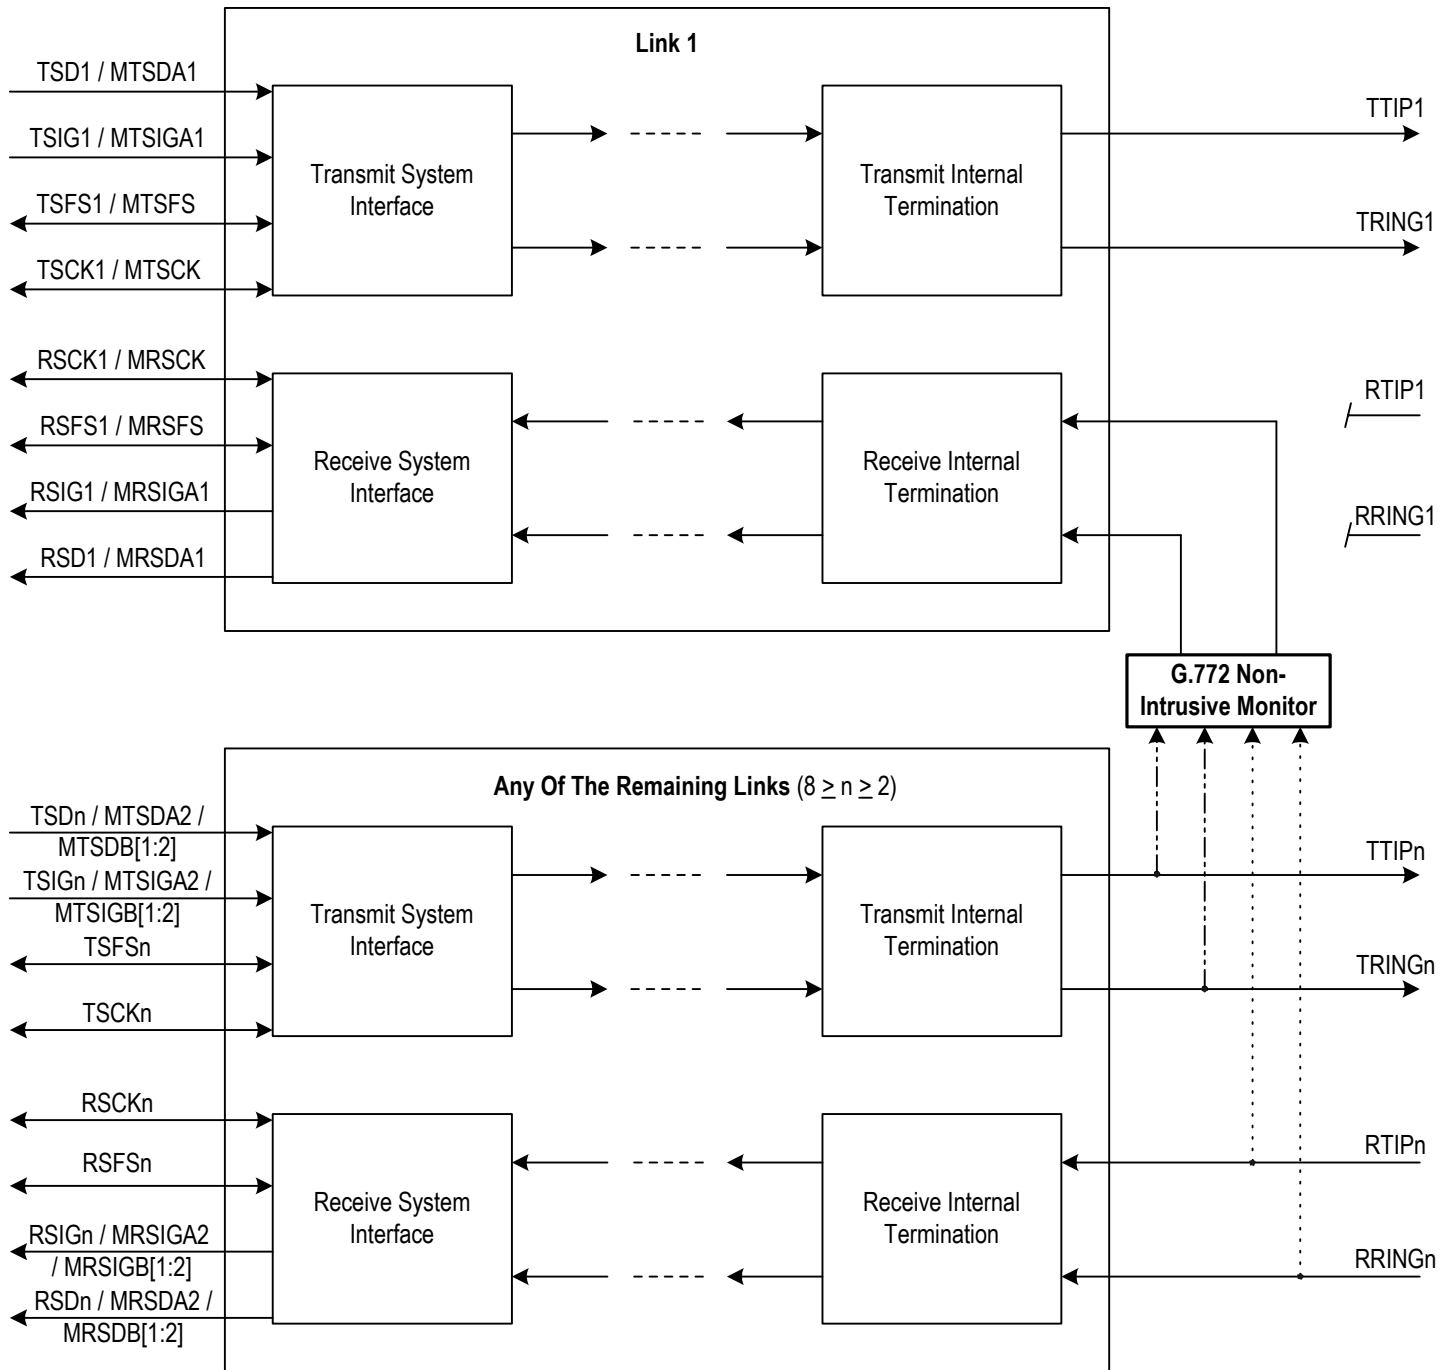 Link 1
TSD1 / MTSDA1
TSIG1 / MTSIGA1
TSFS1 / MTSFS
TSCK1 / MTSCK
Transmit System
Interface
Transmit Internal
Termination
TTIP1
TRING1
RSCK1 / MRSCK
RSFS1 / MRSFS
RSIG1 / MRSIGA1
RSD1 / MRSDA1
Receive System
Interface
Receive Internal
Termination
RTIP1
RRING1
G.772 Non-
Intrusive Monitor
Any Of The Remaining Links (8 ≥ n ≥ 2)
TSDn / MTSDA2 /
MTSDB[1:2]
TSIGn / MTSIGA2 /
MTSIGB[1:2]
TSFSn
TSCKn
Transmit System
Interface
Transmit Internal
Termination
TTIPn
TRINGn
RSCKn
RSFSn
RSIGn / MRSIGA2
/ MRSIGB[1:2]
RSDn / MRSDA2 /
MRSDB[1:2]
Receive System
Interface
Receive Internal
Termination
RTIPn
RRINGn